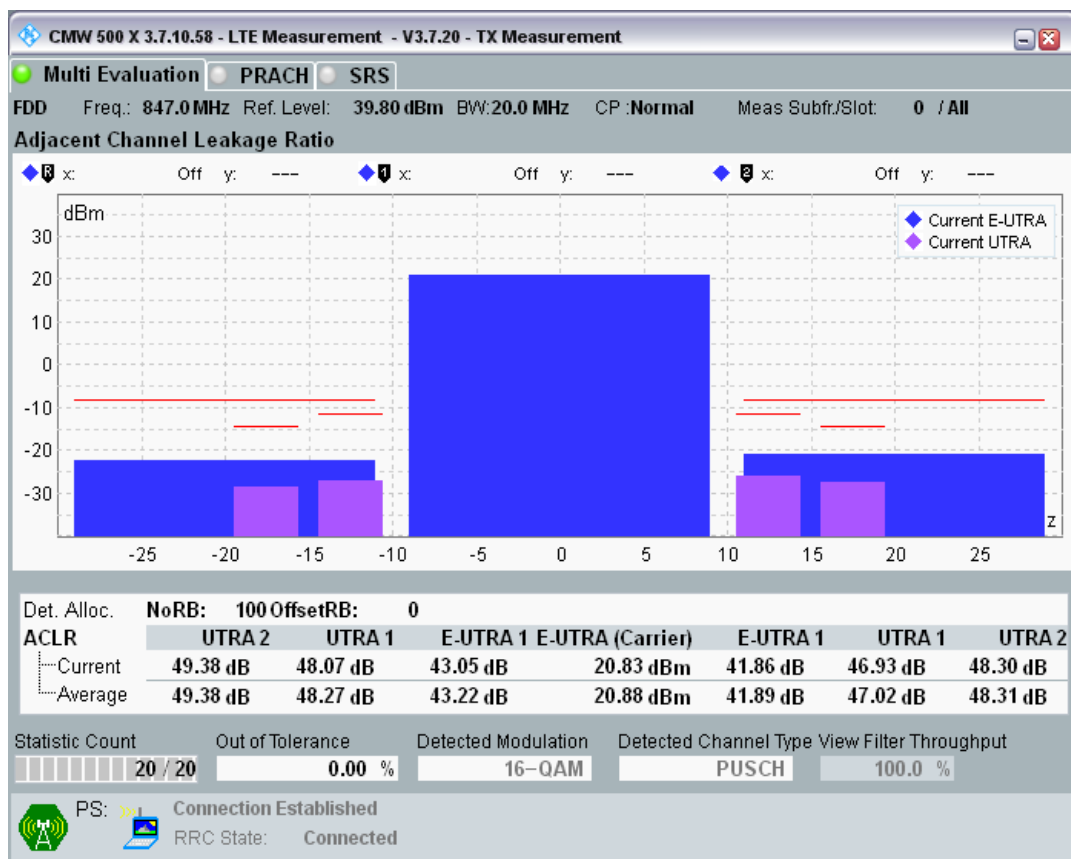 CMW 500 X 3.7.10.58 - LTE Measurement - V3.7.20 - TX Measurement
Multi Evaluation PRACH SRS
FDD Freq.: 847.0 MHz Ref. Level: 39.80 dBm BW:20.0 MHz CP :Normal Meas Subfr./Slot: 0 / All
Adjacent Channel Leakage Ratio
R x: Off y: --- 1 x: Off y: --- 2 x: Off y: ---
dBm
Current E-UTRA
Current UTRA
30
20
10
0
-10
-20
-30
z
-25 -20 -15 -10 -5 0 5 10 15 20 25
Det. Alloc. NoRB: 100 OffsetRB: 0
ACLR UTRA 2 UTRA 1 E-UTRA 1 E-UTRA (Carrier) E-UTRA 1 UTRA 1 UTRA 2
Current 49.38 dB 48.07 dB 43.05 dB 20.83 dBm 41.86 dB 46.93 dB 48.30 dB
Average 49.38 dB 48.27 dB 43.22 dB 20.88 dBm 41.89 dB 47.02 dB 48.31 dB
Statistic Count Out of Tolerance Detected Modulation Detected Channel Type View Filter Throughput
20 / 20 0.00 % 16-QAM PUSCH 100.0 %
PS: Connection Established
RRC State: Connected